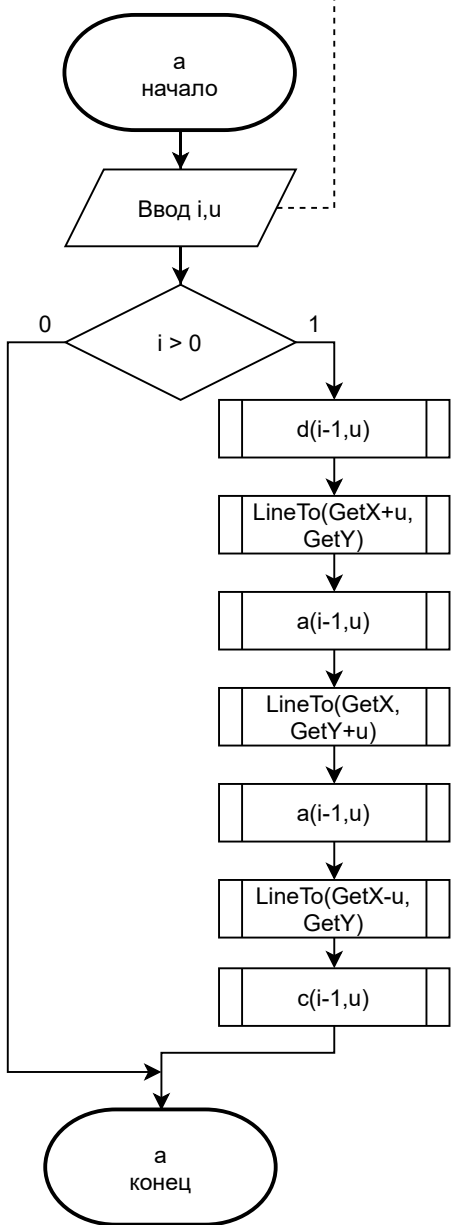 a
начало
Ввод i,u
0
1
i > 0
d(i-1,u)
LineTo(GetX+u,
GetY)
a(i-1,u)
LineTo(GetX,
GetY+u)
a(i-1,u)
LineTo(GetX-u,
GetY)
c(i-1,u)
a
конец